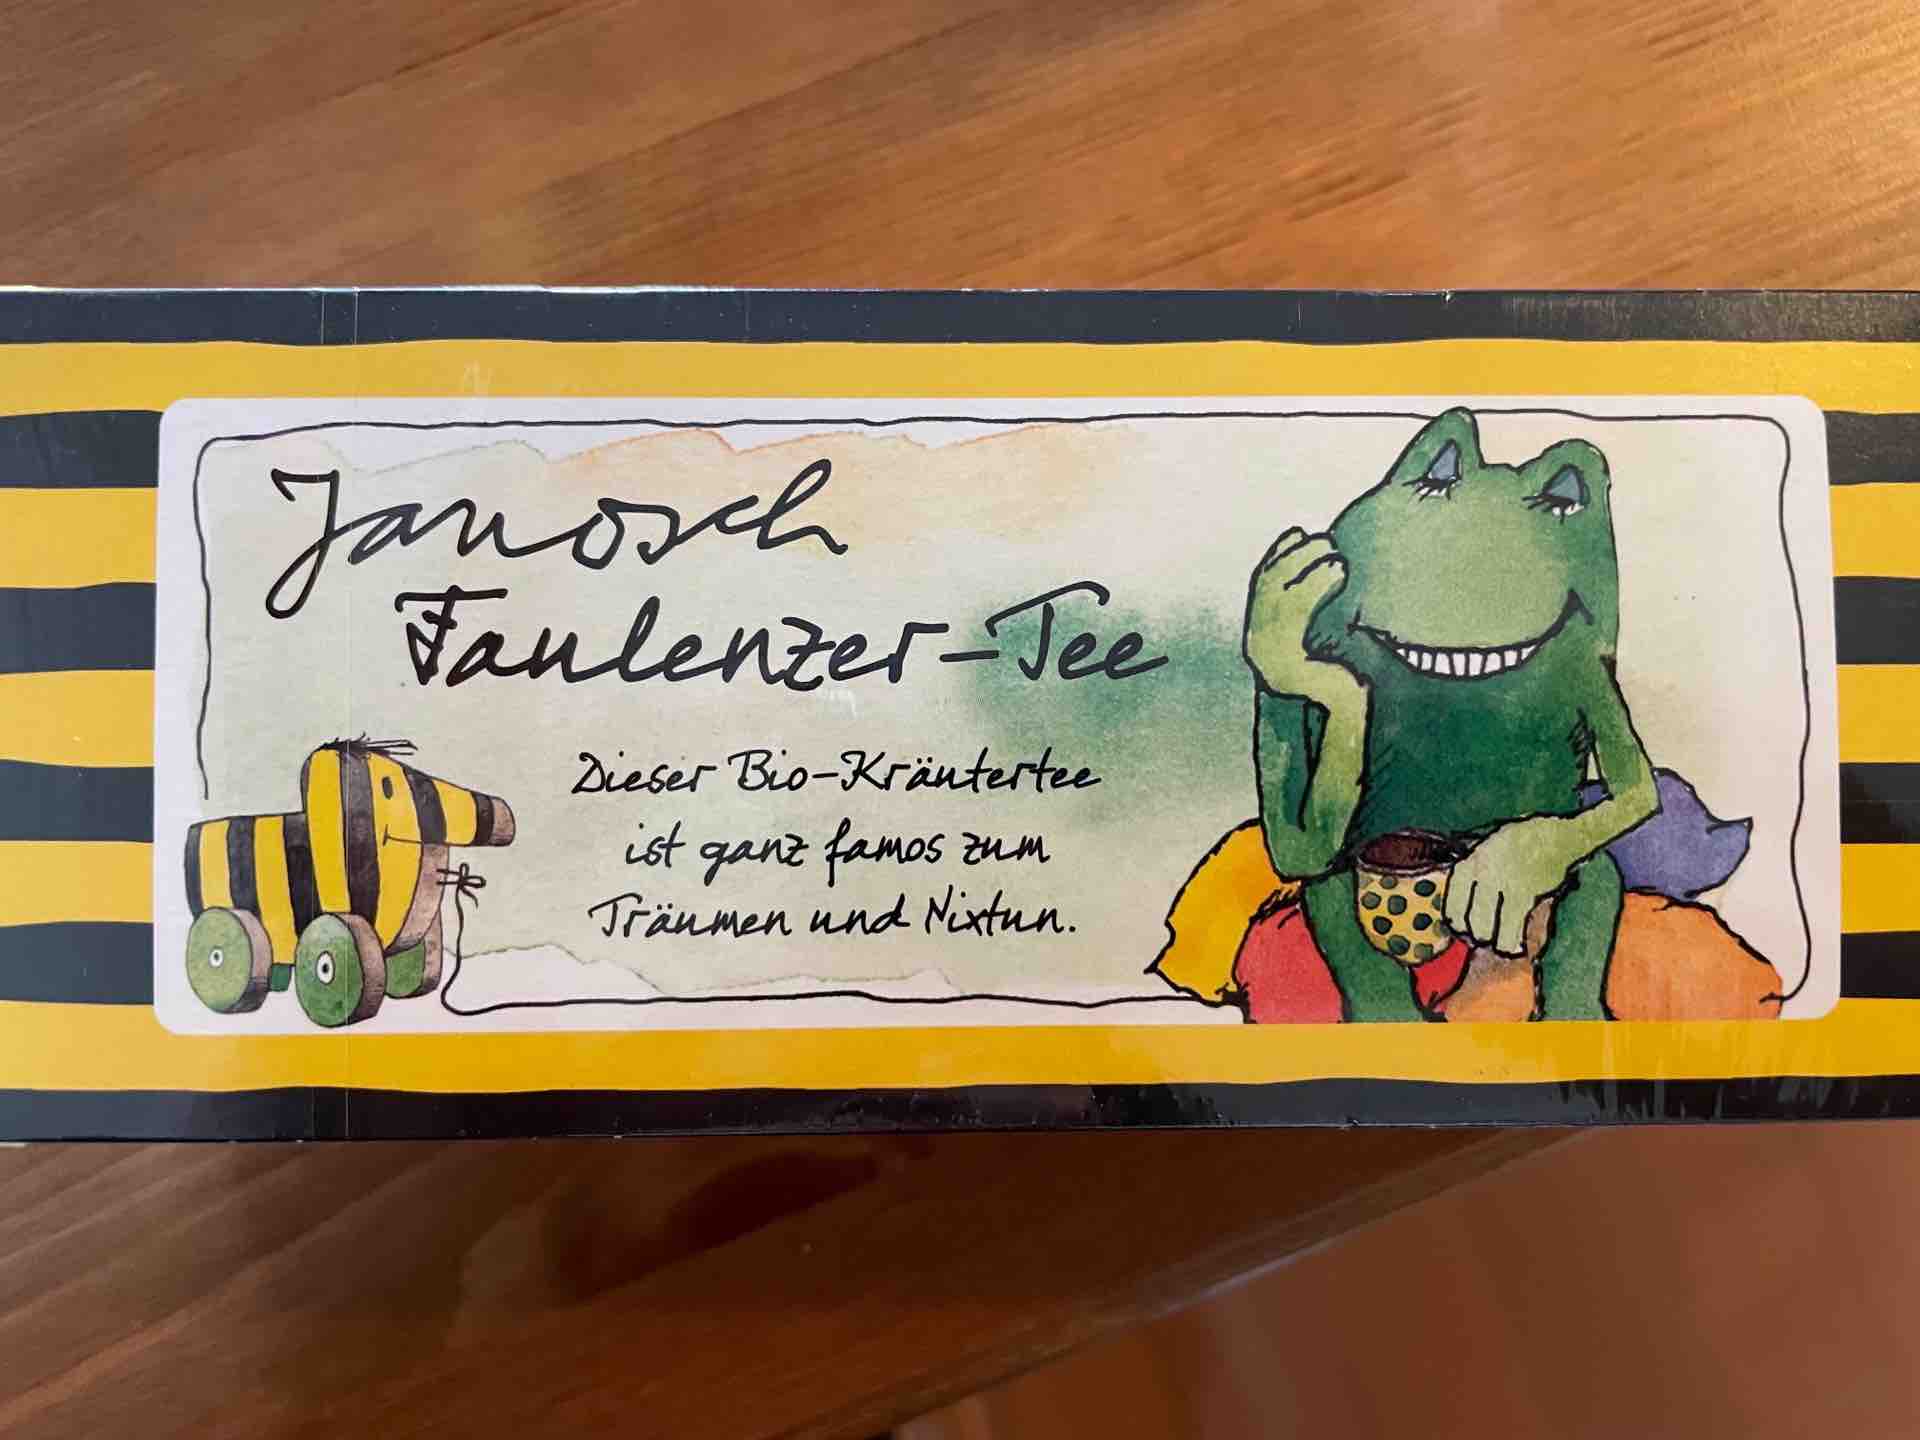 Janosch
Faulenzer-Tee
Dieser Bio-Kräutertee
ist ganz famos zum
Träumen und Nixtun.